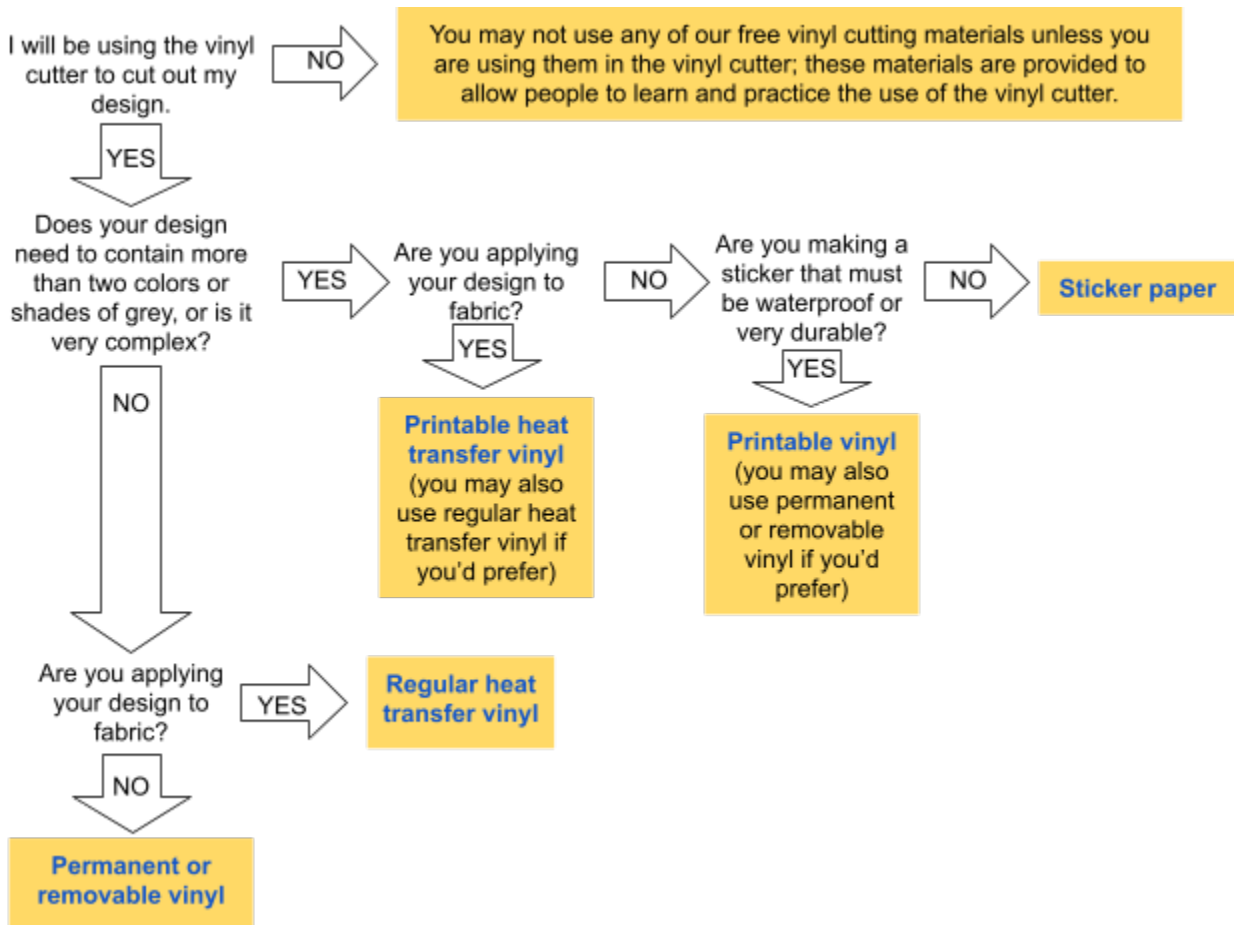 I will be using the vinyl
cutter to cut out my
design.
NO
You may not use any of our free vinyl cutting materials unless you
are using them in the vinyl cutter; these materials are provided to
allow people to learn and practice the use of the vinyl cutter.
YES
Does your design
need to contain more
than two colors or
shades of grey, or is it
very complex?
YES
Are you applying
your design to
fabric?
NO
Are you making a
sticker that must
be waterproof or
very durable?
NO
Sticker paper
YES
Printable heat
transfer vinyl
(you may also
use regular heat
transfer vinyl if
you’d prefer)
YES
Printable vinyl
(you may also
use permanent
or removable
vinyl if you’d
prefer)
NO
Are you applying
your design to
fabric?
YES
Regular heat
transfer vinyl
NO
Permanent or
removable vinyl